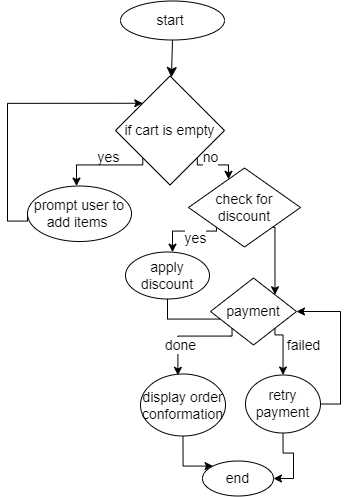 start
if cart is empty
yes
no
prompt user to
add items
check for
discount
yes
apply
discount
payment
done
failed
display order
conformation
retry
payment
end